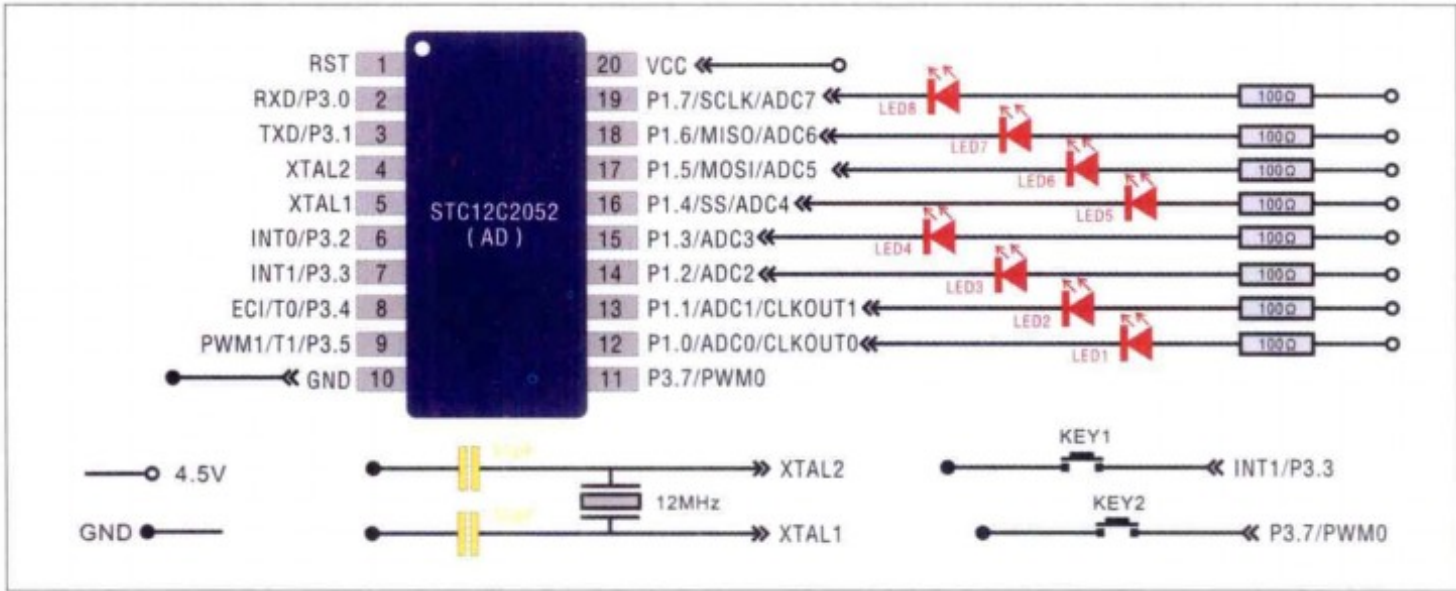 RST 1
RXD/P3.0 2
TXD/P3.1 3
XTAL2 4
XTAL1 5
INT0/P3.2 6
INT1/P3.3 7
ECI/T0/P3.4 8
PWM1/T1/P3.5 9
GND 10
STC12C2052
( AD )
20 VCC
19 P1.7/SCLK/ADC7 LED8 100Ω
18 P1.6/MISO/ADC6 LED7 100Ω
17 P1.5/MOSI/ADC5 LED6 100Ω
16 P1.4/SS/ADC4 LED5 100Ω
15 P1.3/ADC3 LED4 100Ω
14 P1.2/ADC2 LED3 100Ω
13 P1.1/ADC1/CLKOUT1 LED2 100Ω
12 P1.0/ADC0/CLKOUT0 LED1 100Ω
11 P3.7/PWM0
4.5V
GND
XTAL2
12MHz
XTAL1
KEY1
INT1/P3.3
KEY2
P3.7/PWM0